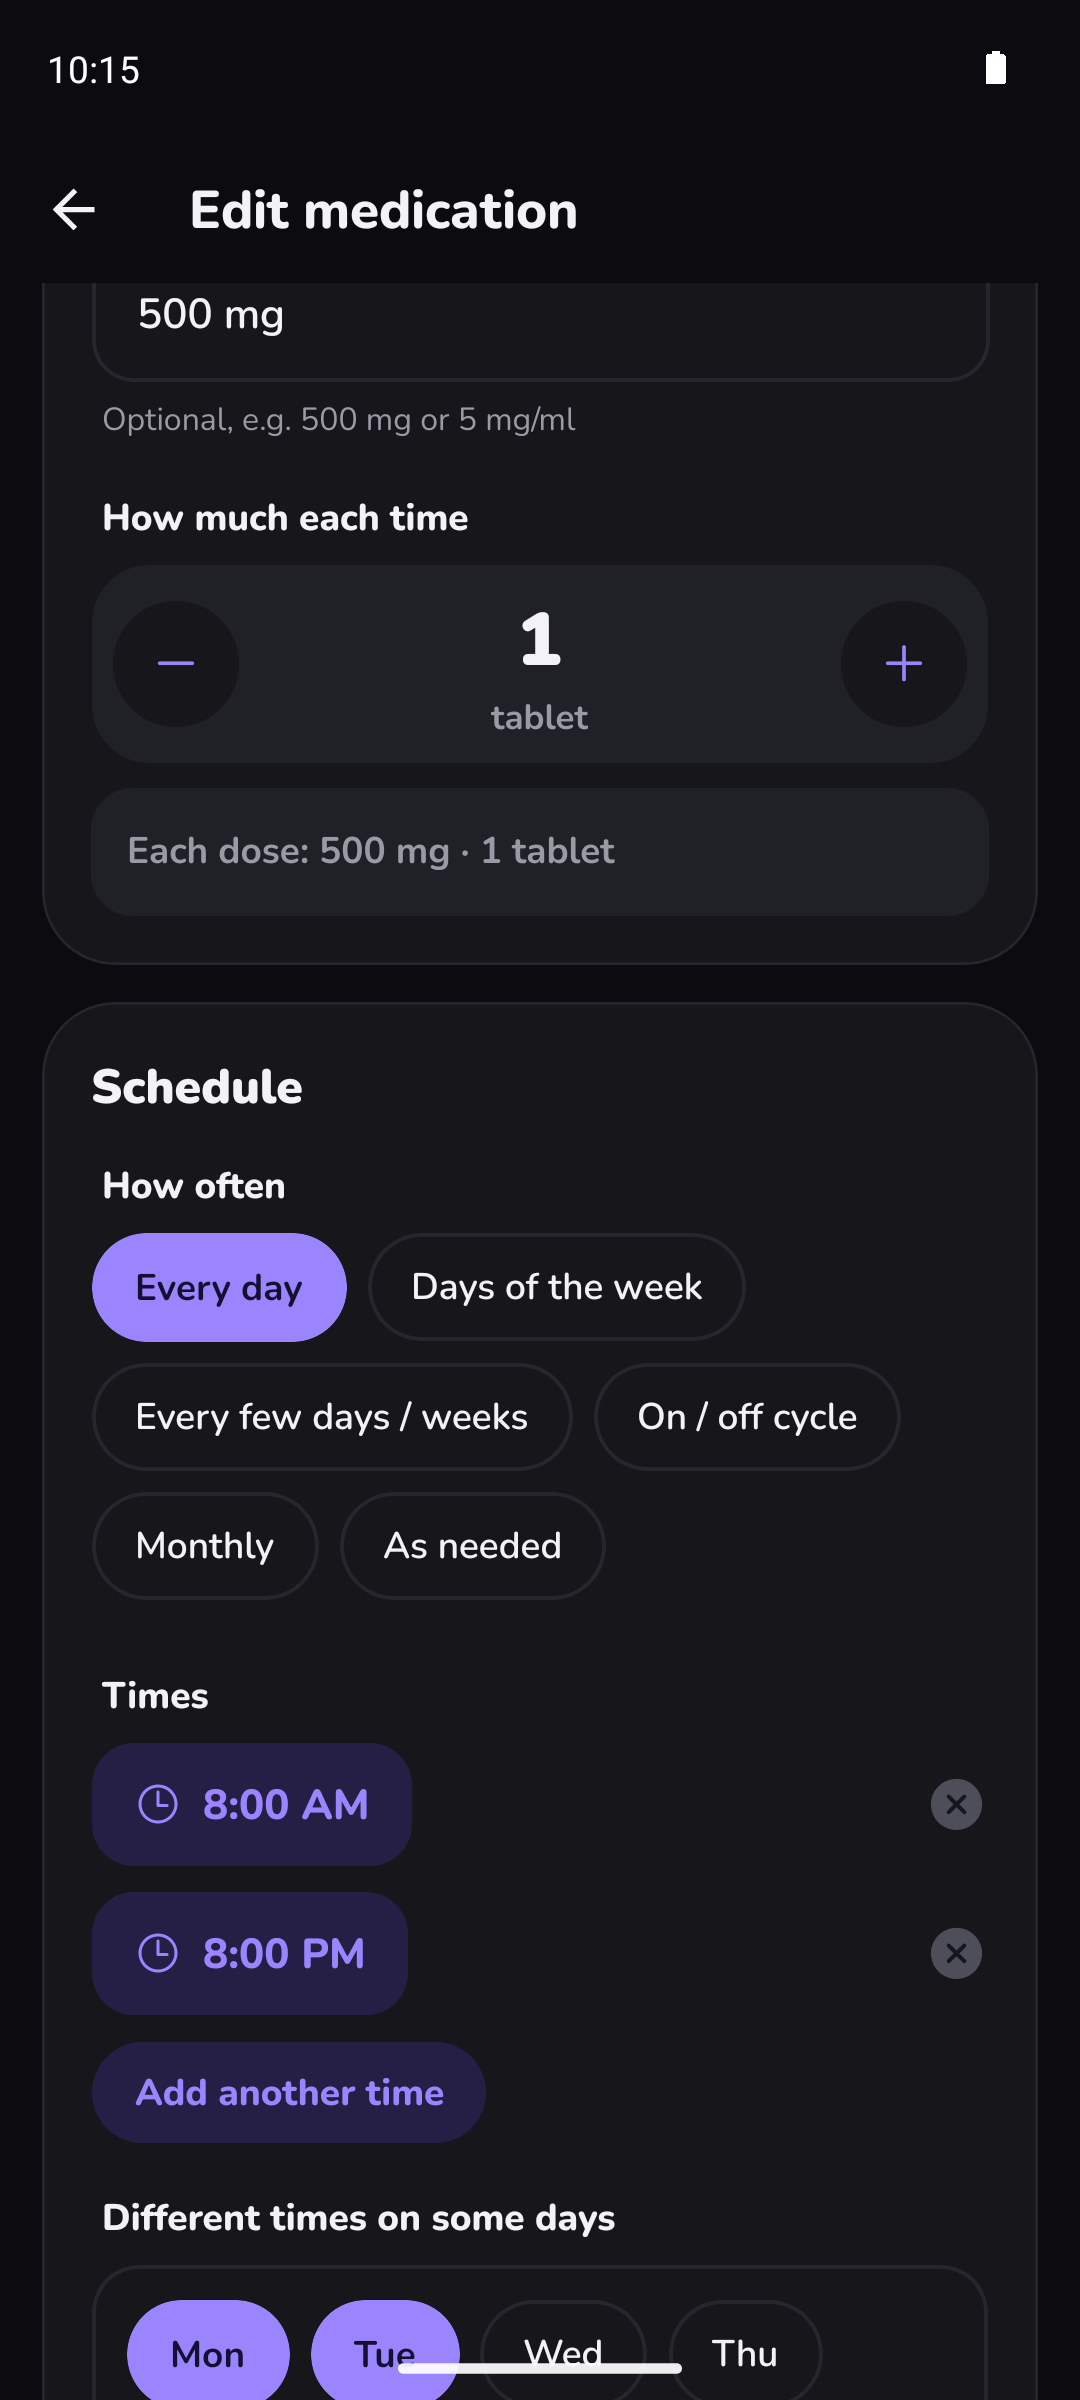 10:15
Edit medication
500 mg
Optional, e.g. 500 mg or 5 mg/ml
How much each time
1
tablet
Each dose: 500 mg · 1 tablet
Schedule
How often
Every day
Days of the week
Every few days / weeks
On / off cycle
Monthly
As needed
Times
8:00 AM
8:00 PM
Add another time
Different times on some days
Mon
Tue
Wed
Thu